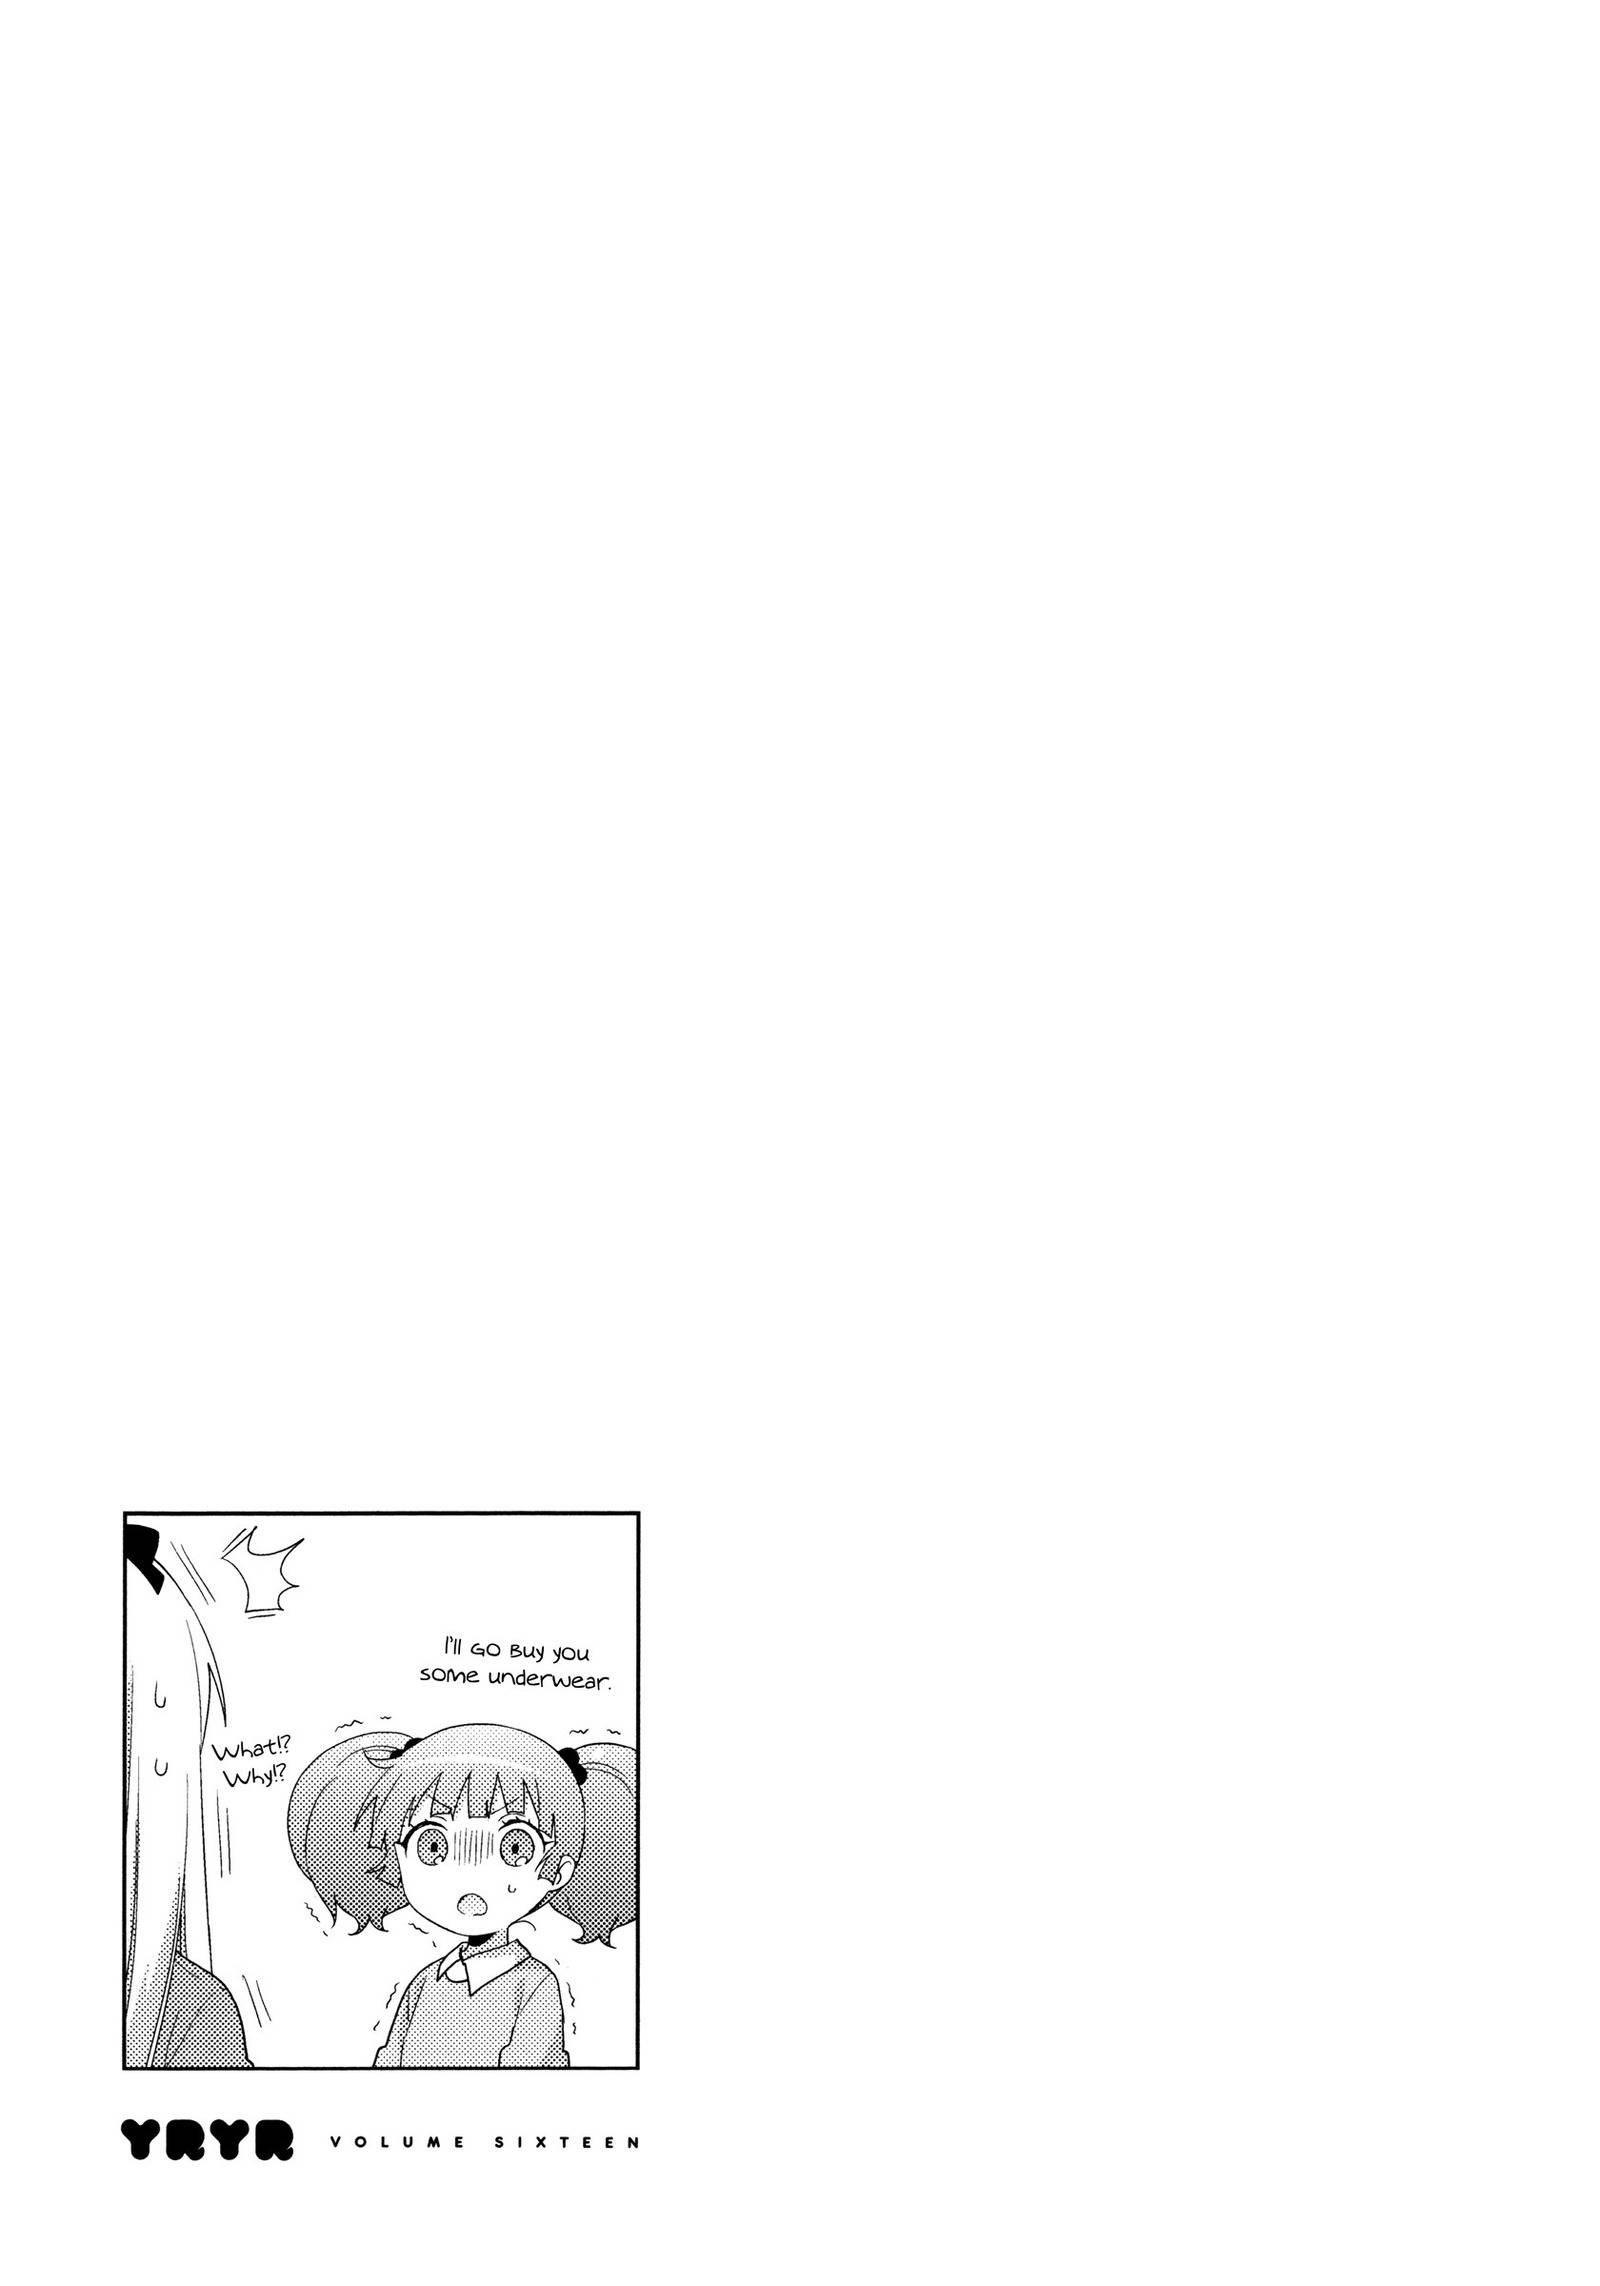 I'll GO BUY YOU
SOME underwear.
What!?
Why!?
YRYR VOLUME SIXTEEN